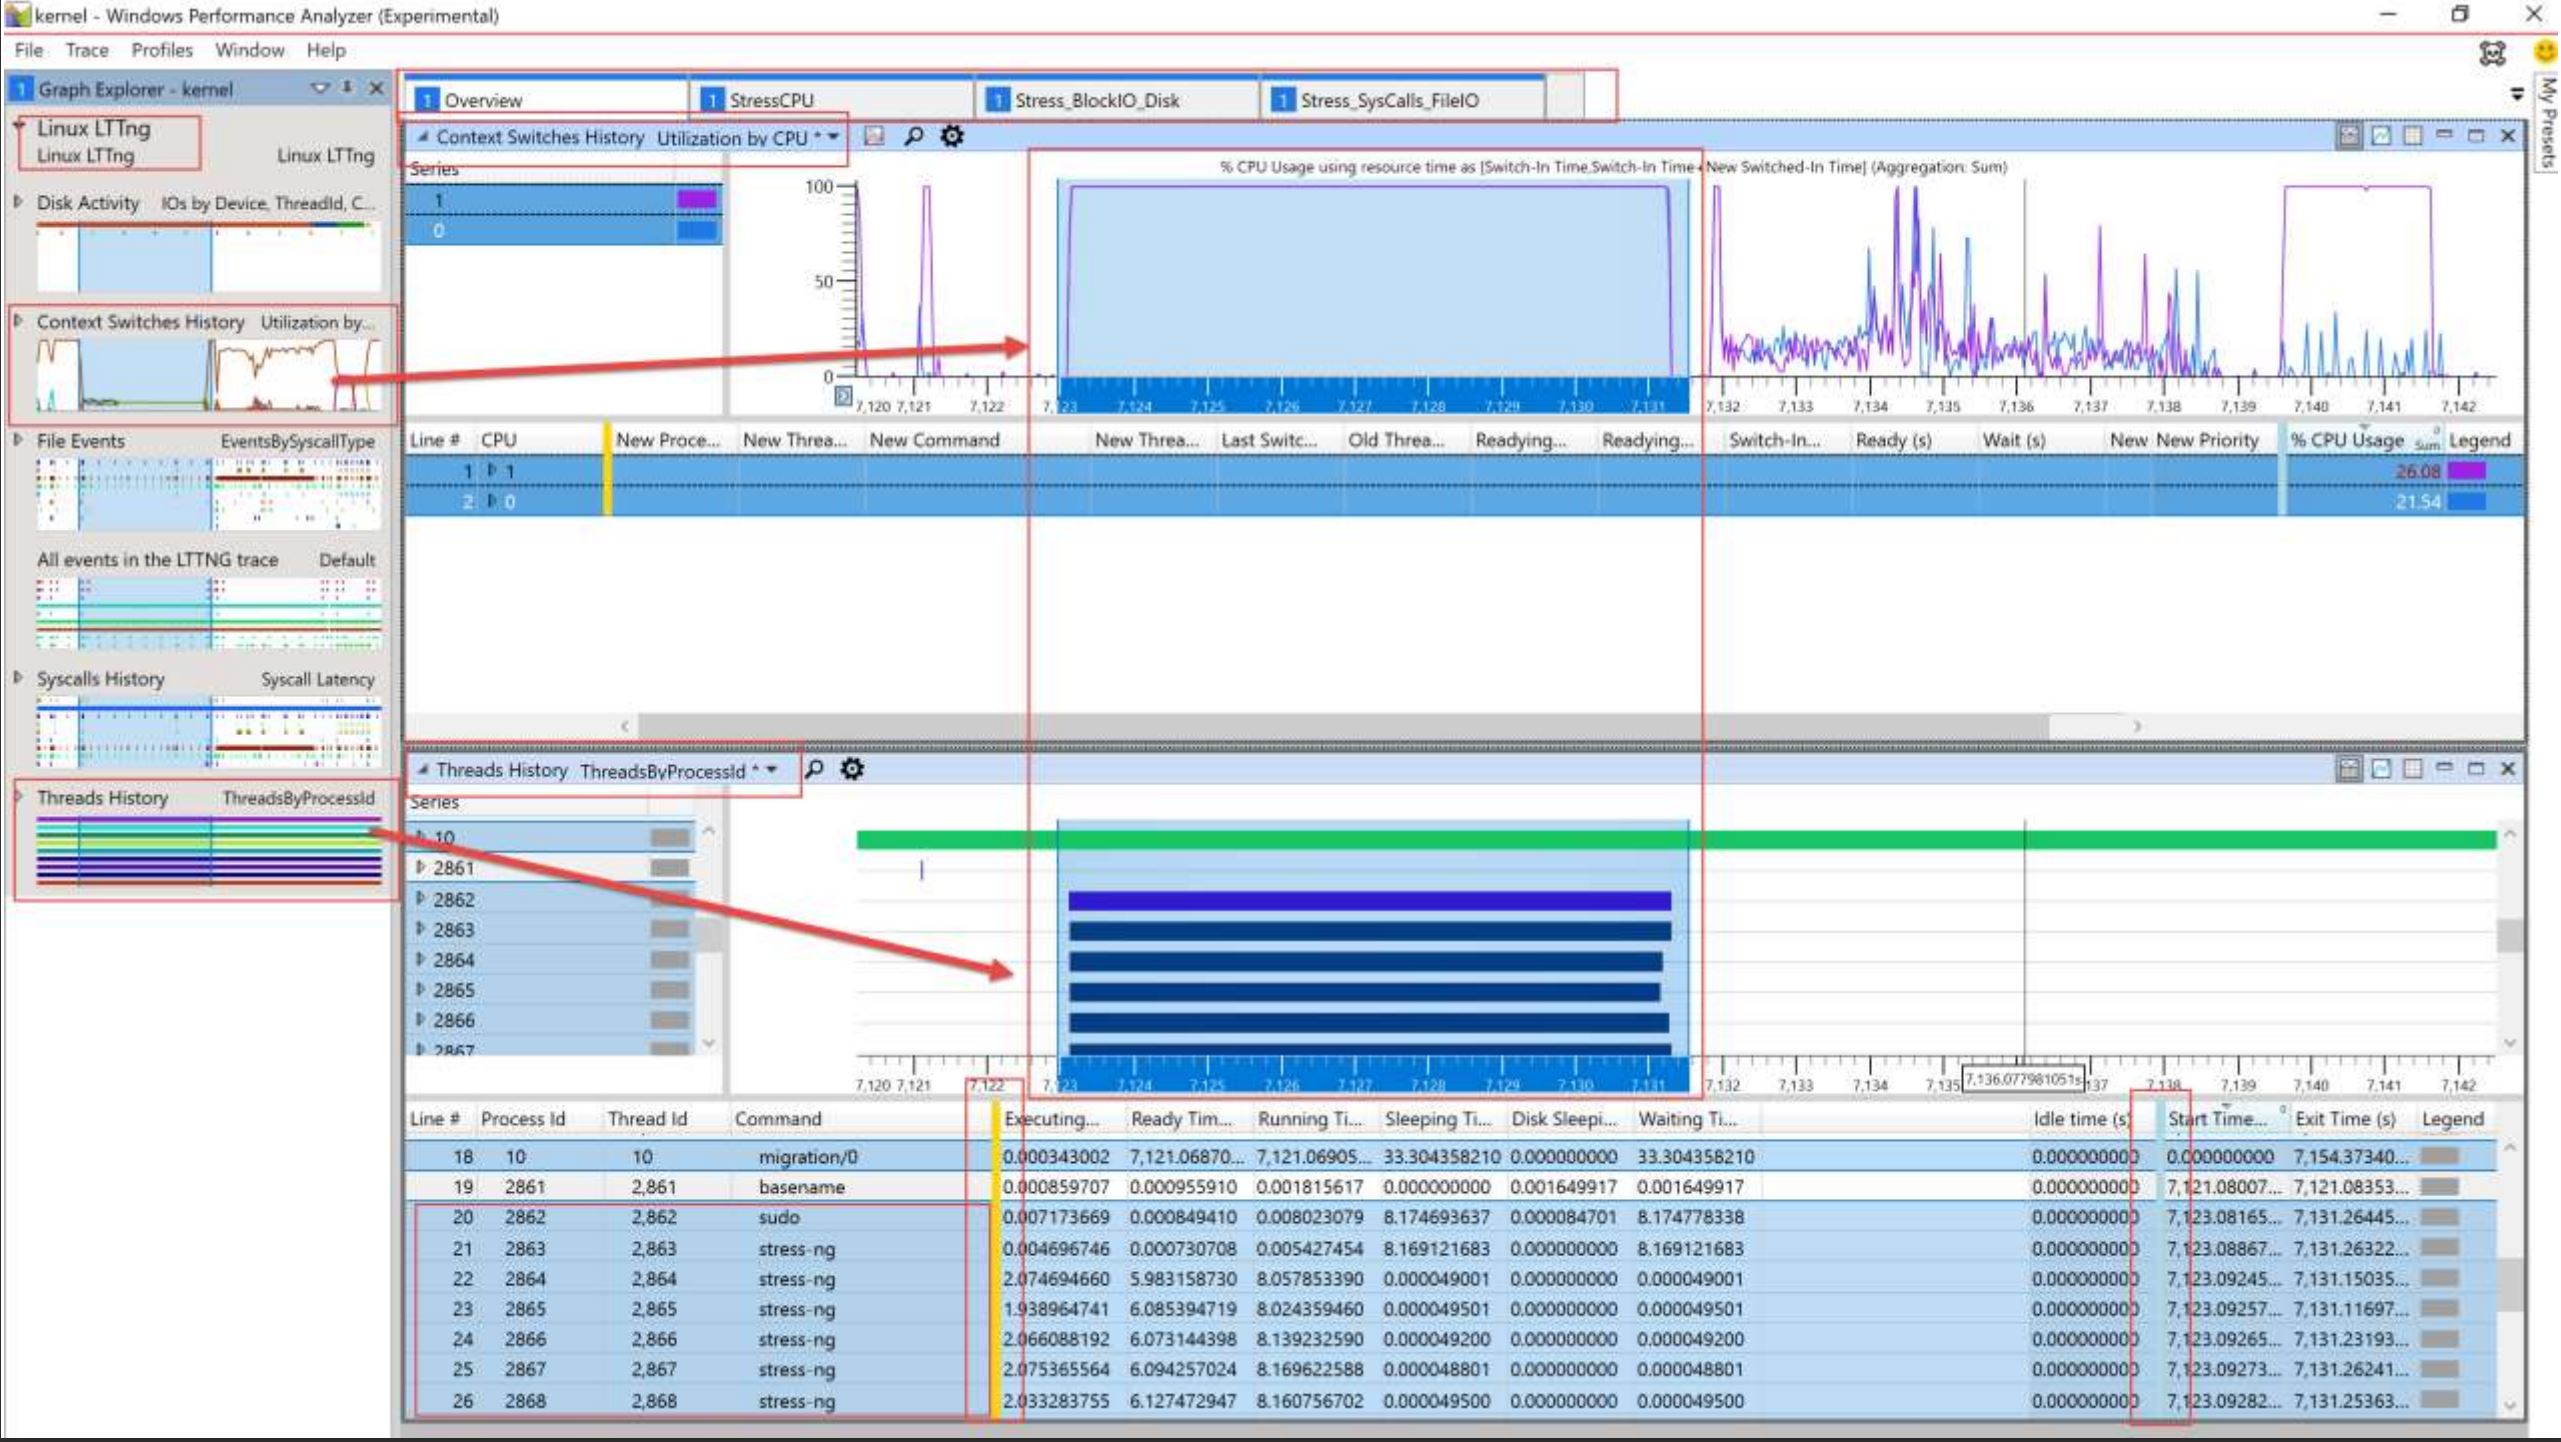 kernel - Windows Performance Analyzer (Experimental)
File Trace Profiles Window Help
My Presets
1 Graph Explorer - kernel
Linux LTTng
Linux LTTng Linux LTTng
Disk Activity IOs by Device, ThreadId, C...
Context Switches History Utilization by...
File Events EventsBySyscallType
All events in the LTTNG trace Default
Syscalls History Syscall Latency
Threads History ThreadsByProcessId
1 Overview 1 StressCPU 1 Stress_BlockIO_Disk 1 Stress_SysCalls_FileIO
Context Switches History Utilization by CPU *
Series
1
0
% CPU Usage using resource time as [Switch-In Time,Switch-In Time+New Switched-In Time] (Aggregation: Sum)
100
50
0
7,120 7,121 7,122 7,123 7,124 7,125 7,126 7,127 7,128 7,129 7,130 7,131 7,132 7,133 7,134 7,135 7,136 7,137 7,138 7,139 7,140 7,141 7,142
Line # CPU New Proce... New Threa... New Command New Threa... Last Switc... Old Threa... Readying... Readying... Switch-In... Ready (s) Wait (s) New New Priority % CPU Usage Sum Legend
1 1 26.08
2 0 21.54
Threads History ThreadsByProcessId *
Series
10
2861
2862
2863
2864
2865
2866
2867
7,120 7,121 7,122 7,123 7,124 7,125 7,126 7,127 7,128 7,129 7,130 7,131 7,132 7,133 7,134 7,135 7,136.077981051s 137 7,138 7,139 7,140 7,141 7,142
Line # Process Id Thread Id Command Executing... Ready Tim... Running Ti... Sleeping Ti... Disk Sleepi... Waiting Ti... Idle time (s) Start Time... Exit Time (s) Legend
18 10 10 migration/0 0.000343002 7,121.06870... 7,121.06905... 33.304358210 0.000000000 33.304358210 0.000000000 0.000000000 7,154.37340...
19 2861 2,861 basename 0.000859707 0.000955910 0.001815617 0.000000000 0.001649917 0.001649917 0.000000000 7,121.08007... 7,121.08353...
20 2862 2,862 sudo 0.007173669 0.000849410 0.008023079 8.174693637 0.000084701 8.174778338 0.000000000 7,123.08165... 7,131.26445...
21 2863 2,863 stress-ng 0.004696746 0.000730708 0.005427454 8.169121683 0.000000000 8.169121683 0.000000000 7,123.08867... 7,131.26322...
22 2864 2,864 stress-ng 2.074694660 5.983158730 8.057853390 0.000049001 0.000000000 0.000049001 0.000000000 7,123.09245... 7,131.15035...
23 2865 2,865 stress-ng 1.938964741 6.085394719 8.024359460 0.000049501 0.000000000 0.000049501 0.000000000 7,123.09257... 7,131.11697...
24 2866 2,866 stress-ng 2.066088192 6.073144398 8.139232590 0.000049200 0.000000000 0.000049200 0.000000000 7,123.09265... 7,131.23193...
25 2867 2,867 stress-ng 2.075365564 6.094257024 8.169622588 0.000048801 0.000000000 0.000048801 0.000000000 7,123.09273... 7,131.26241...
26 2868 2,868 stress-ng 2.033283755 6.127472947 8.160756702 0.000049500 0.000000000 0.000049500 0.000000000 7,123.09282... 7,131.25363...